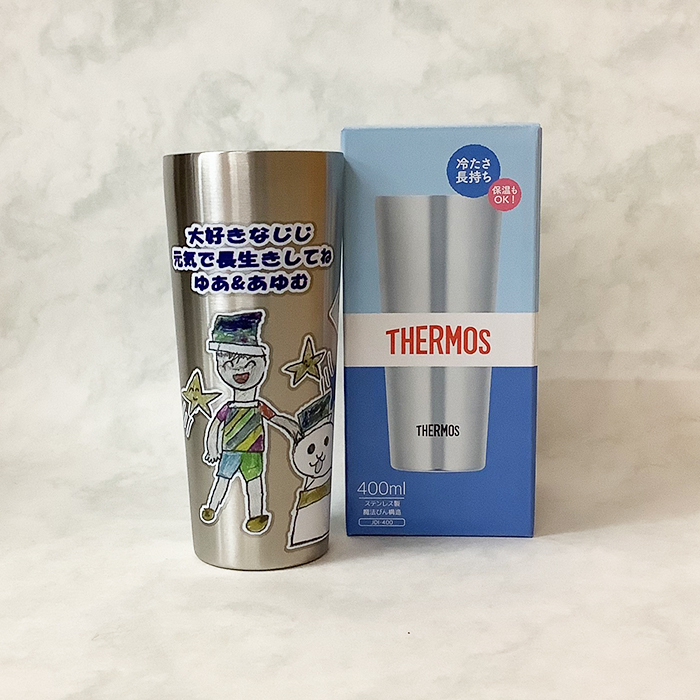 大好きなじじ
元気で長生きしてね
ゆあ&あゆむ
冷たさ
長持ち
保温も
OK!
THERMOS
THERMOS
400ml
ステンレス製
魔法びん構造
JDI-400